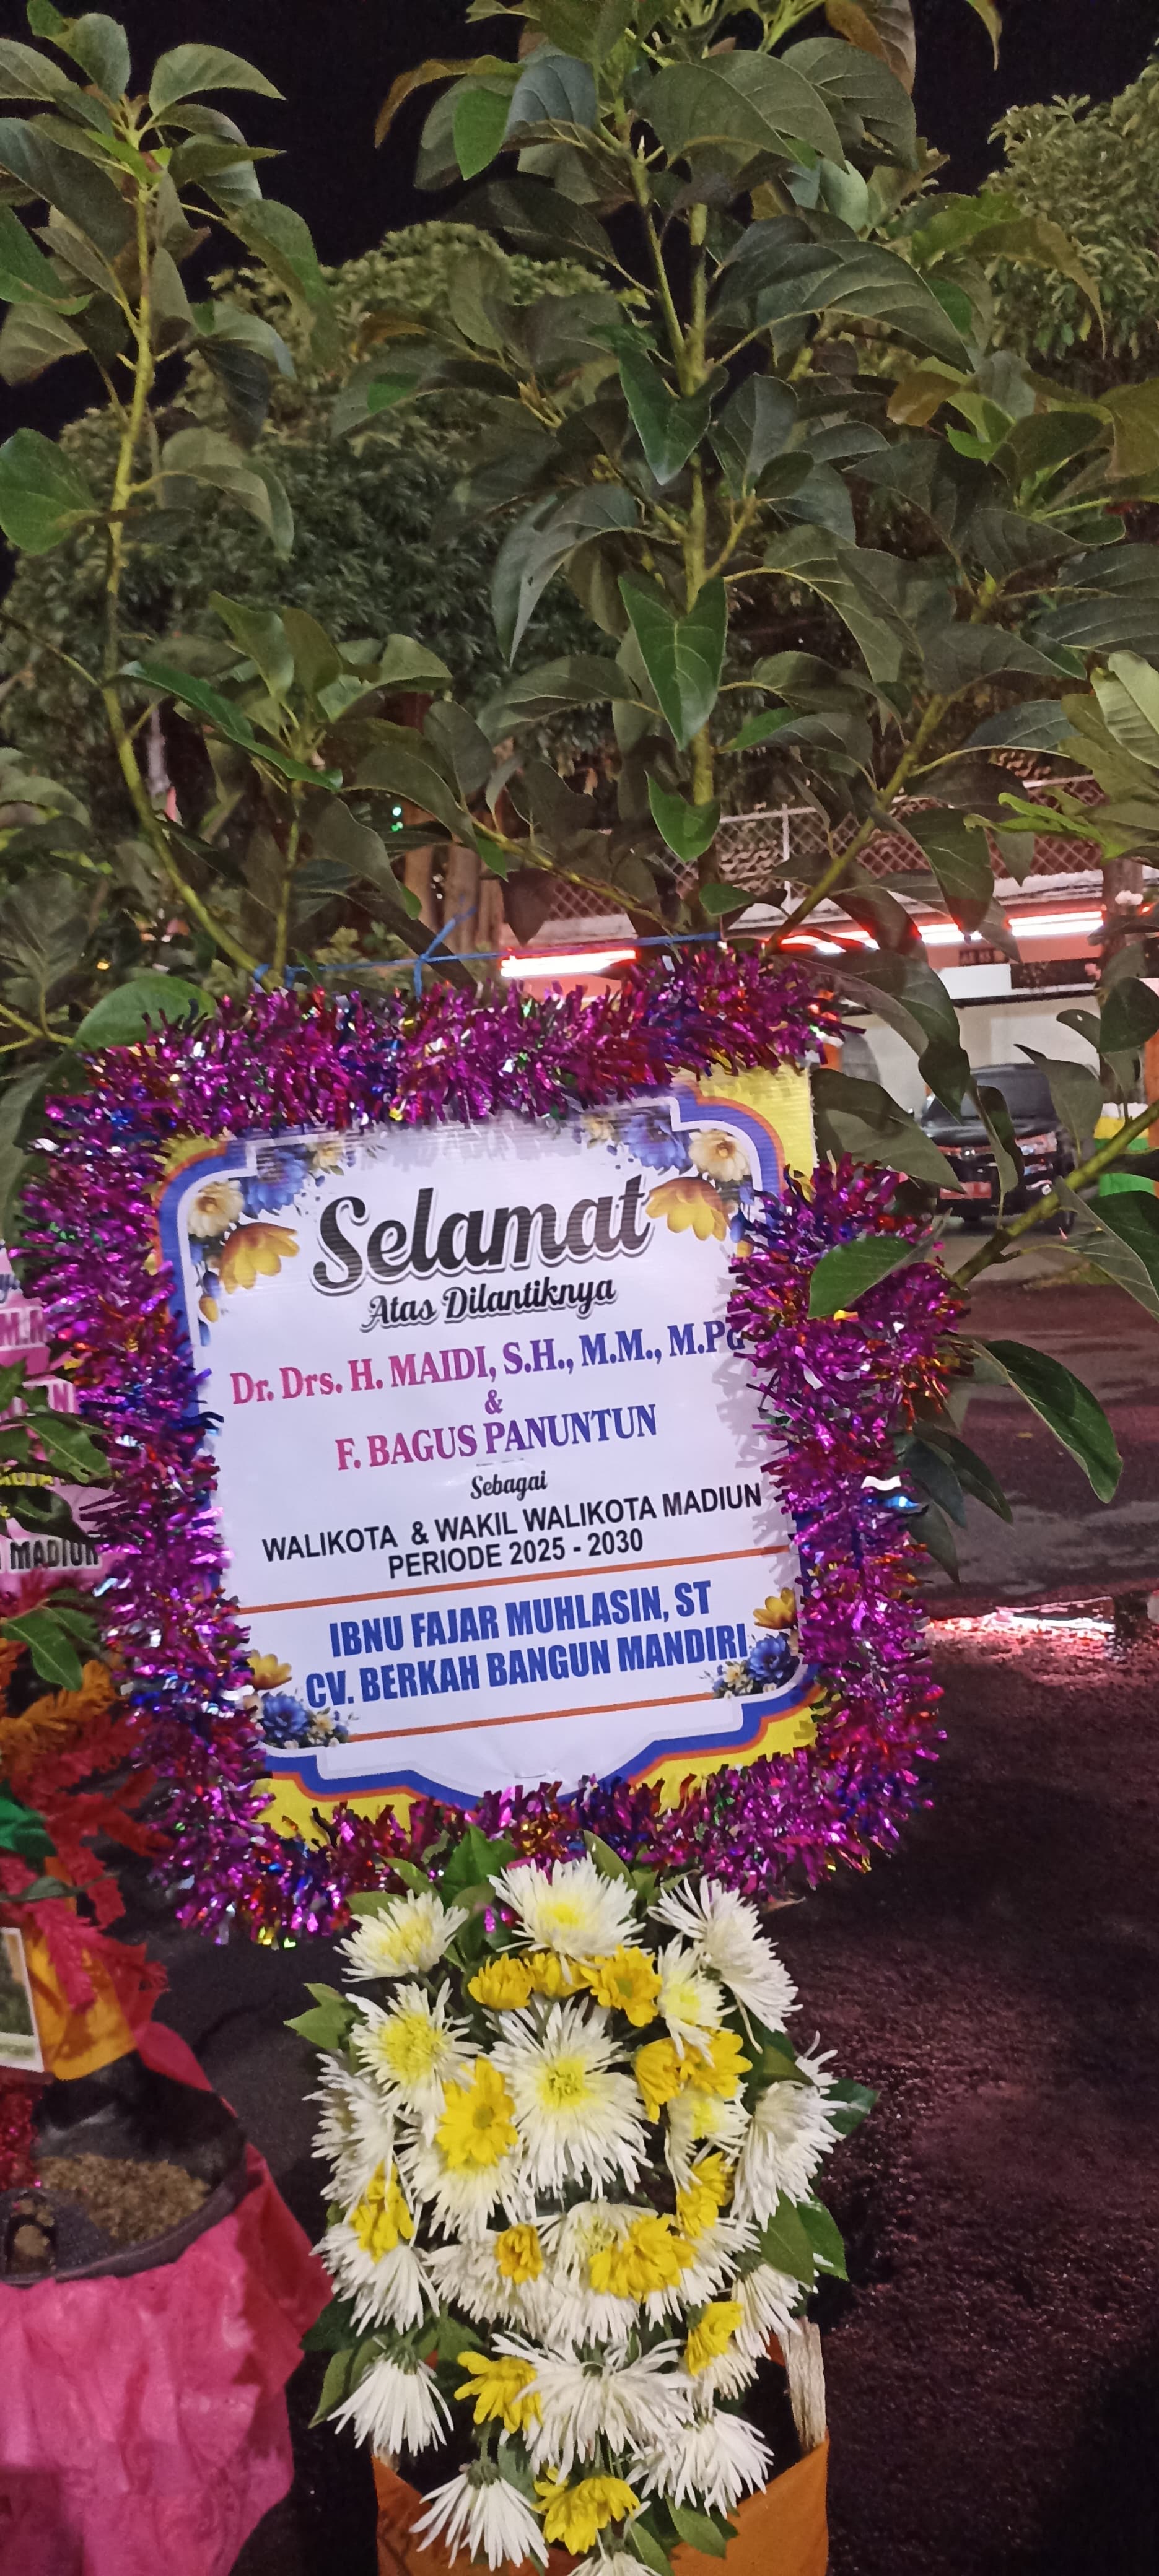 Selamat
Atas Dilantiknya
Dr. Drs. H. MAIDI, S.H., M.M., M.Pd
&
F. BAGUS PANUNTUN
Sebagai
WALIKOTA & WAKIL WALIKOTA MADIUN
PERIODE 2025 - 2030
IBNU FAJAR MUHLASIN, ST
CV. BERKAH BANGUN MANDIRI
MADIUN